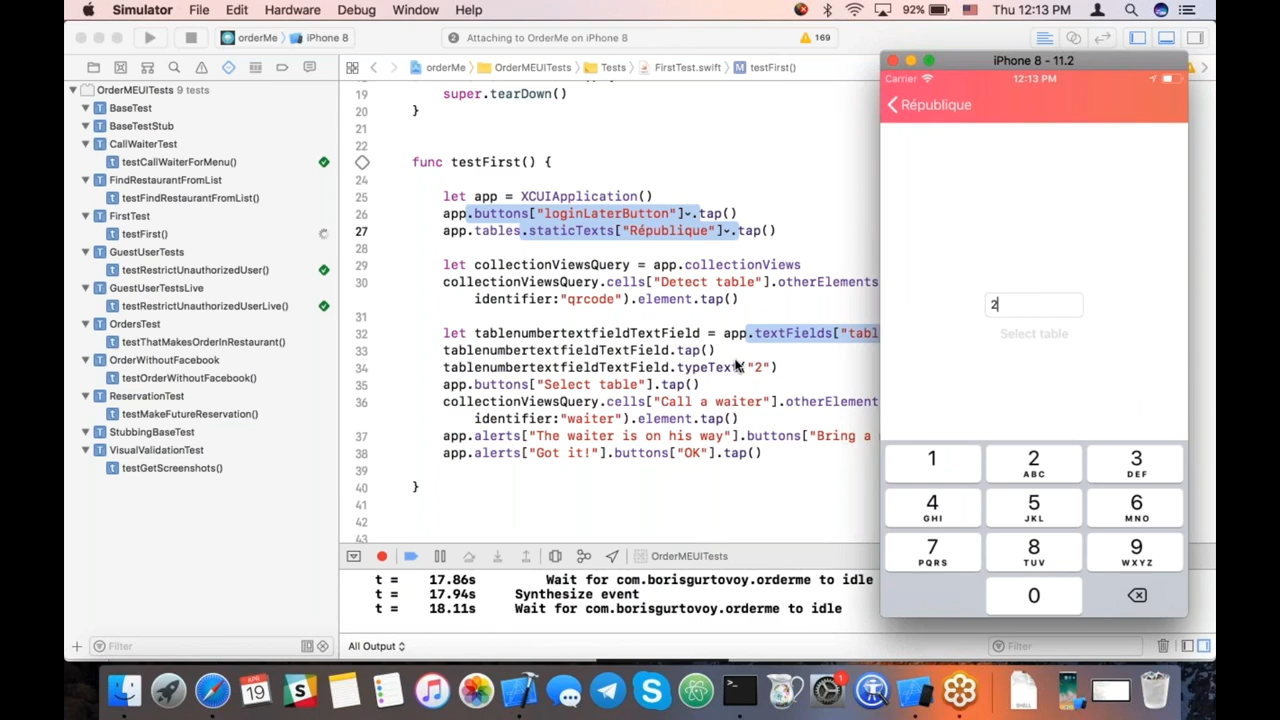 Simulator File Edit Hardware Debug Window Help
92% Thu 12:13 PM
orderMe iPhone 8
Attaching to OrderMe on iPhone 8
169
orderMe OrderMEUITests Tests FirstTest.swift M testFirst()
OrderMEUITests 9 tests
T BaseTest
T BaseTestStub
T CallWaiterTest
t testCallWaiterForMenu()
T FindRestaurantFromList
t testFindRestaurantFromList()
T FirstTest
t testFirst()
T GuestUserTests
t testRestrictUnauthorizedUser()
T GuestUserTestsLive
t testRestrictUnauthorizedUserLive()
T OrdersTest
t testThatMakesOrderInRestaurant()
T OrderWithoutFacebook
t testOrderWithoutFacebook()
T ReservationTest
t testMakeFutureReservation()
T StubbingBaseTest
T VisualValidationTest
t testGetScreenshots()
Filter
19 super.tearDown()
20 }
21
22
func testFirst() {
24
25 let app = XCUIApplication()
26 app.buttons["loginLaterButton"].tap()
27 app.tables.staticTexts["République"].tap()
28
29 let collectionViewsQuery = app.collectionViews
30 collectionViewsQuery.cells["Detect table"].otherElements
identifier:"qrcode").element.tap()
32 let tablenumbertextfieldTextField = app.textFields["tabl
33 tablenumbertextfieldTextField.tap()
34 tablenumbertextfieldTextField.typeText("2")
35 app.buttons["Select table"].tap()
36 collectionViewsQuery.cells["Call a waiter"].otherElement
identifier:"waiter").element.tap()
37 app.alerts["The waiter is on his way"].buttons["Bring a
38 app.alerts["Got it!"].buttons["OK"].tap()
39
40 }
41
42
43
OrderMEUITests
t = 17.86s Wait for com.borisgurtovoy.orderme to idle
t = 17.94s Synthesize event
t = 18.11s Wait for com.borisgurtovoy.orderme to idle
All Output
Filter
iPhone 8 - 11.2
Carrier 12:13 PM
République
2
Select table
1 2 3
ABC DEF
4 5 6
GHI JKL MNO
7 8 9
PQRS TUV WXYZ
0
APR
19
S
S
1
SHELL